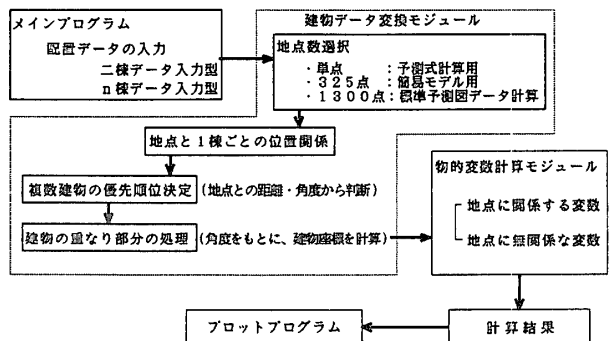 メインプログラム
配置データの入力
二棟データ入力型
n棟データ入力型
建物データ変換モジュール
地点数選択
・単点　　：予測式計算用
・325点：簡易モデル用
・1300点：標準予測図データ計算
地点と1棟ごとの位置関係
複数建物の優先順位決定 (地点との距離・角度から判断)
建物の重なり部分の処理 (角度をもとに、建物座標を計算)
物的変数計算モジュール
地点に関係する変数
地点に無関係な変数
計算結果
プロットプログラム